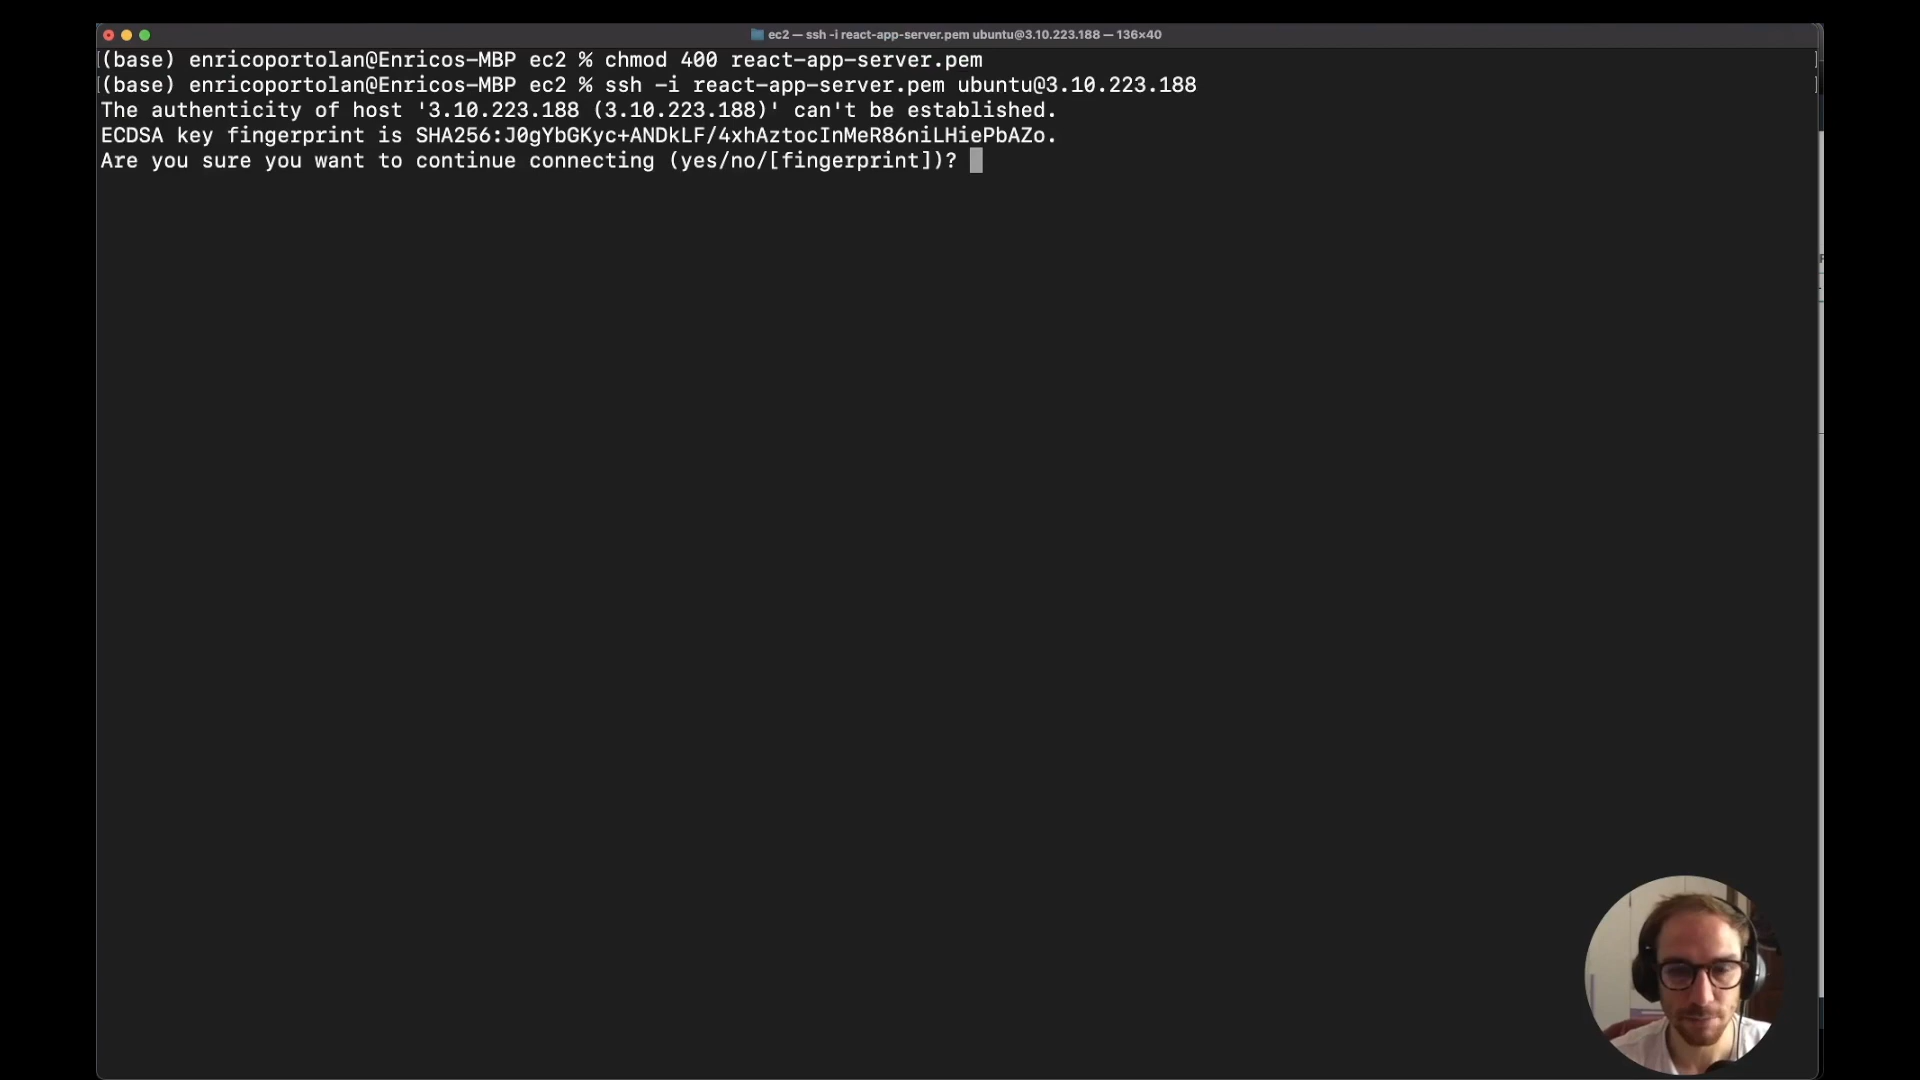 ec2 — ssh -i react-app-server.pem ubuntu@3.10.223.188 — 136×40
[(base) enricoportolan@Enricos-MBP ec2 % chmod 400 react-app-server.pem ]
[(base) enricoportolan@Enricos-MBP ec2 % ssh -i react-app-server.pem ubuntu@3.10.223.188 ]
The authenticity of host '3.10.223.188 (3.10.223.188)' can't be established.
ECDSA key fingerprint is SHA256:J0gYbGKyc+ANDkLF/4xhAztocInMeR86niLHiePbAZo.
Are you sure you want to continue connecting (yes/no/[fingerprint])?